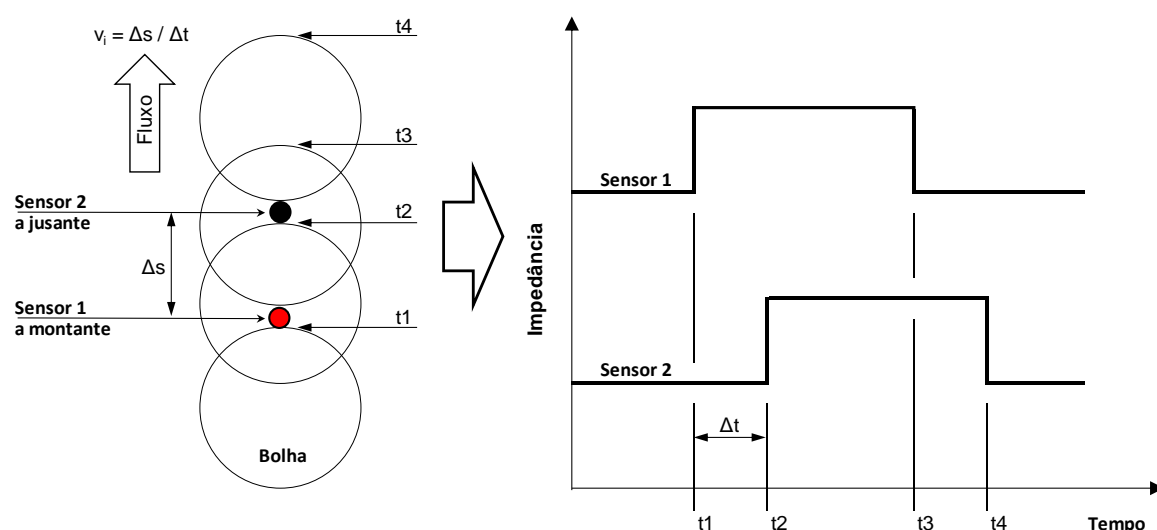 vi = Δs / Δt
Fluxo
t4
t3
Sensor 2
a jusante
t2
Δs
Sensor 1
a montante
t1
Bolha
Impedância
Sensor 1
Sensor 2
Δt
t1
t2
t3
t4
Tempo